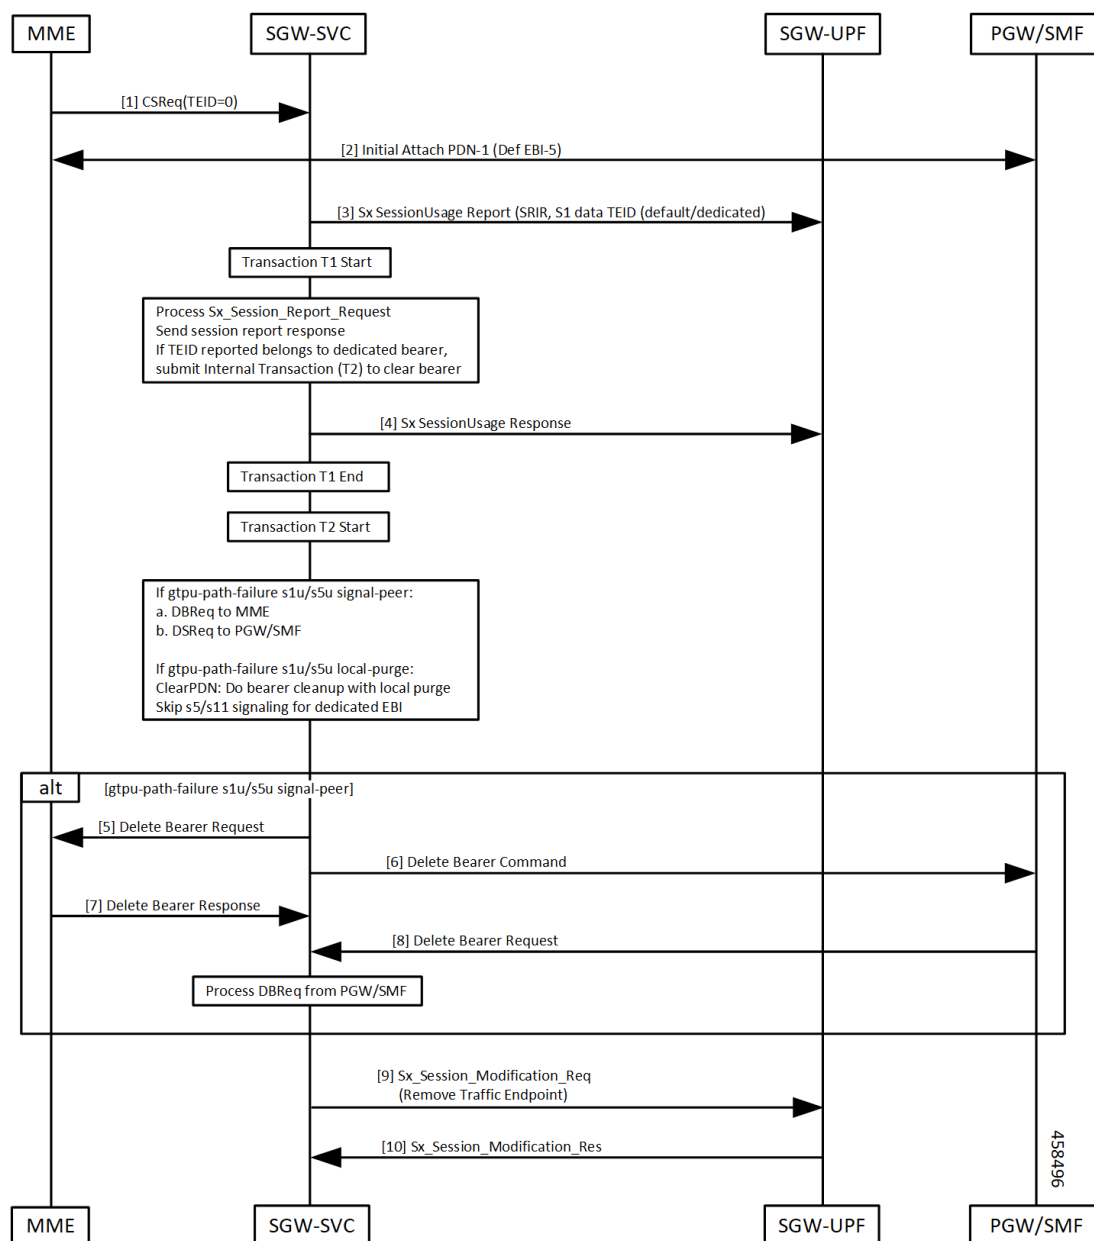 MME
SGW-SVC
SGW-UPF
PGW/SMF
[1] CSReq(TEID=0)
[2] Initial Attach PDN-1 (Def EBI-5)
[3] Sx SessionUsage Report (SRIR, S1 data TEID (default/dedicated)
Transaction T1 Start
Process Sx_Session_Report_Request
Send session report response
If TEID reported belongs to dedicated bearer,
submit Internal Transaction (T2) to clear bearer
[4] Sx SessionUsage Response
Transaction T1 End
Transaction T2 Start
If gtpu-path-failure s1u/s5u signal-peer:
a. DBReq to MME
b. DSReq to PGW/SMF
If gtpu-path-failure s1u/s5u local-purge:
ClearPDN: Do bearer cleanup with local purge
Skip s5/s11 signaling for dedicated EBI
alt
[gtpu-path-failure s1u/s5u signal-peer]
[5] Delete Bearer Request
[6] Delete Bearer Command
[7] Delete Bearer Response
[8] Delete Bearer Request
Process DBReq from PGW/SMF
[9] Sx_Session_Modification_Req
(Remove Traffic Endpoint)
[10] Sx_Session_Modification_Res
458496
MME
SGW-SVC
SGW-UPF
PGW/SMF